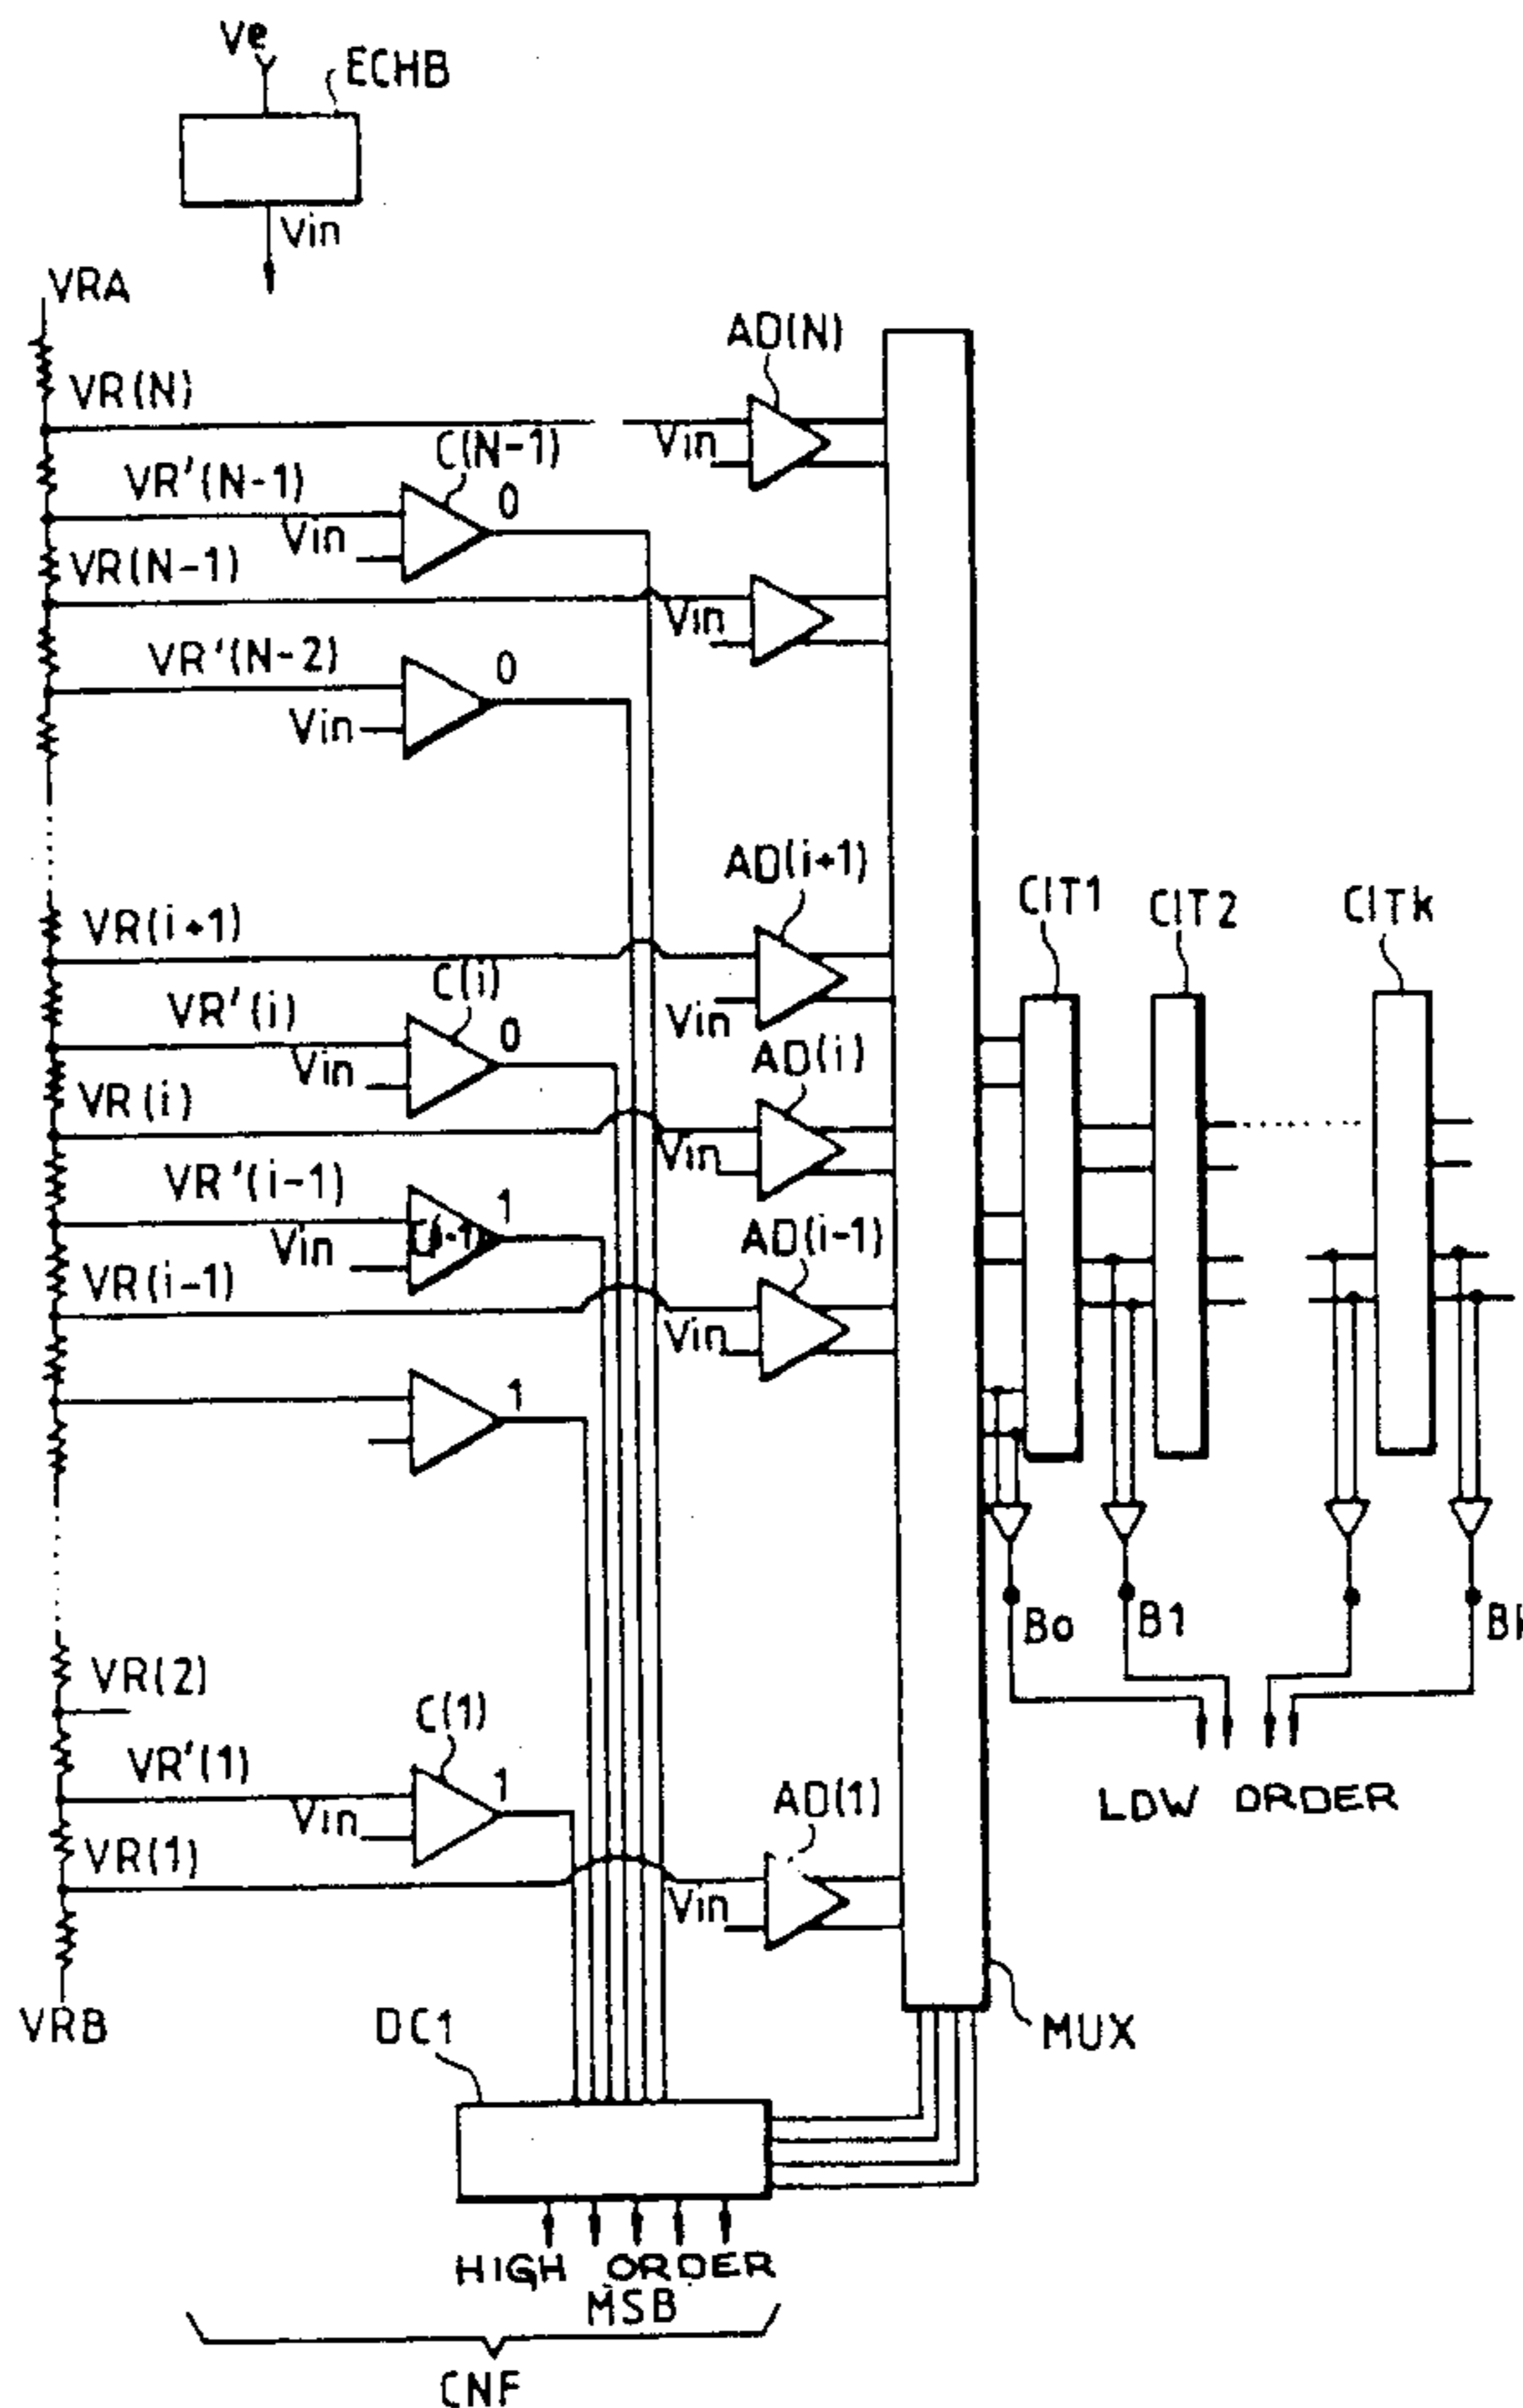 Ve
ECHB
Vin
VRA
AD(N)
VR(N)
Vin
C(N-1)
VR'(N-1)
0
Vin
VR(N-1)
Vin
VR'(N-2)
0
Vin
AD(i+1)
CIT1
CIT2
CITk
VR(i+1)
C(i)
VR'(i)
Vin
0
Vin
AD(i)
VR(i)
Vin
VR'(i-1)
1
Vin
AD(i-1)
VR(i-1)
Vin
1
Bo
B1
VR(2)
C(1)
VR'(1)
1
Vin
AD(1)
LOW ORDER
VR(1)
Vin
VRB
DC1
MUX
HIGH ORDER
MSB
CNF